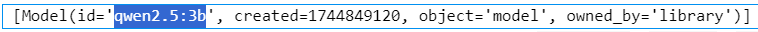 [Model(id='qwen2.5:3b', created=1744849120, object='model', owned_by='library')]